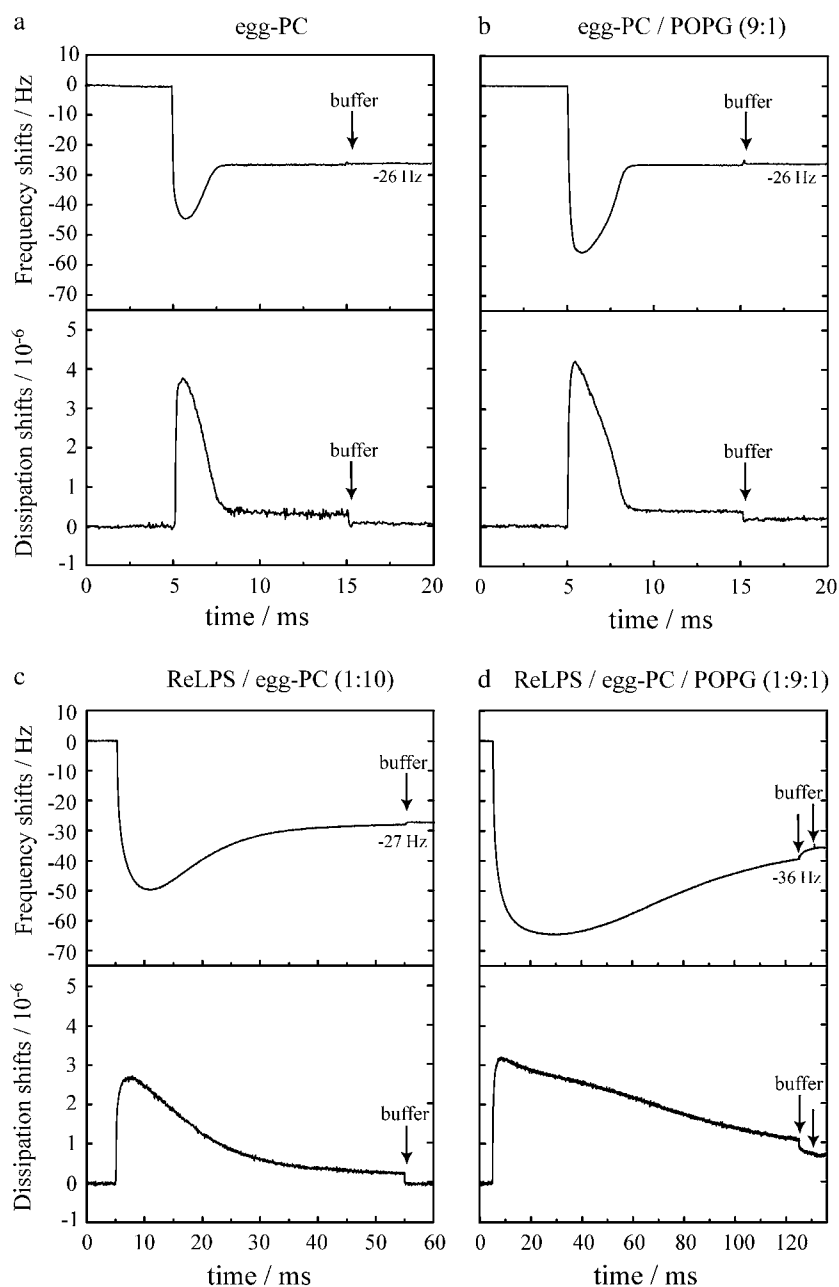 a
egg-PC
b
egg-PC / POPG (9:1)
Frequency shifts / Hz
10
0
-10
-20
-30
-40
-50
-60
-70
buffer
-26 Hz
buffer
-26 Hz
Dissipation shifts / 10-6
5
4
3
2
1
0
-1
buffer
buffer
0 5 10 15 20
0 5 10 15 20
time / ms
time / ms
c
ReLPS / egg-PC (1:10)
d
ReLPS / egg-PC / POPG (1:9:1)
Frequency shifts / Hz
10
0
-10
-20
-30
-40
-50
-60
-70
buffer
-27 Hz
buffer
-36 Hz
Dissipation shifts / 10-6
5
4
3
2
1
0
-1
buffer
buffer
0 10 20 30 40 50 60
0 20 40 60 80 100 120
time / ms
time / ms